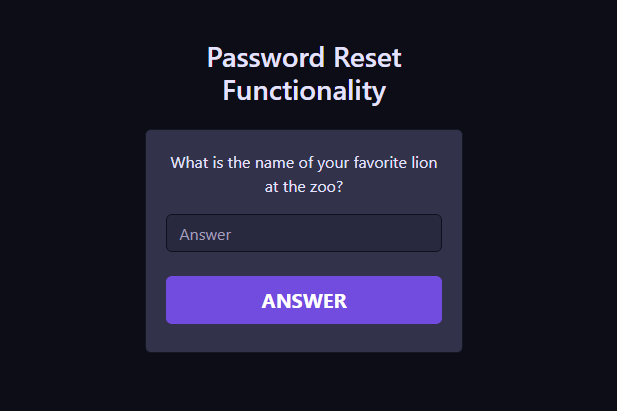 Password Reset
Functionality
What is the name of your favorite lion
at the zoo?
Answer
ANSWER